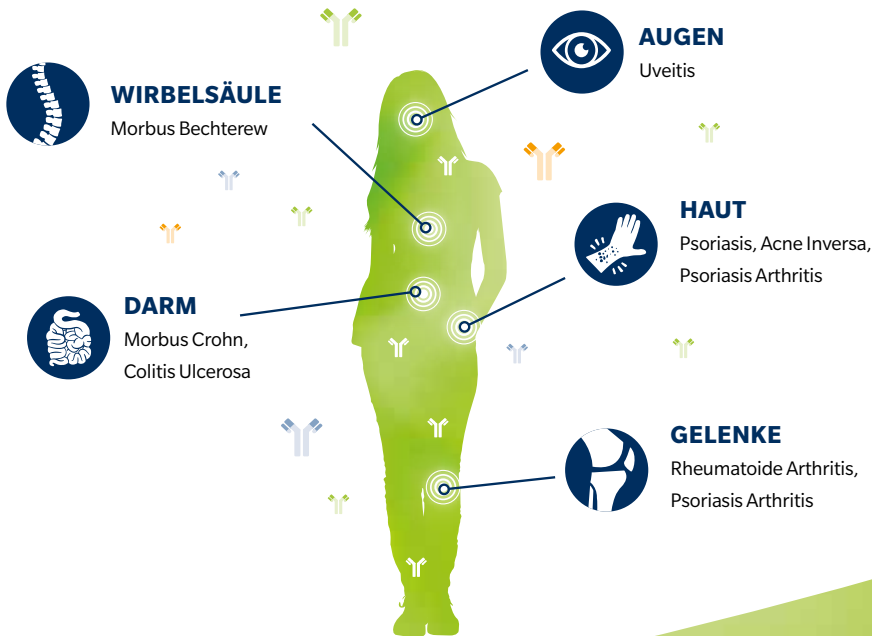 AUGEN
Uveitis
WIRBELSÄULE
Morbus Bechterew
HAUT
Psoriasis, Acne Inversa,
Psoriasis Arthritis
DARM
Morbus Crohn,
Colitis Ulcerosa
GELENKE
Rheumatoide Arthritis,
Psoriasis Arthritis